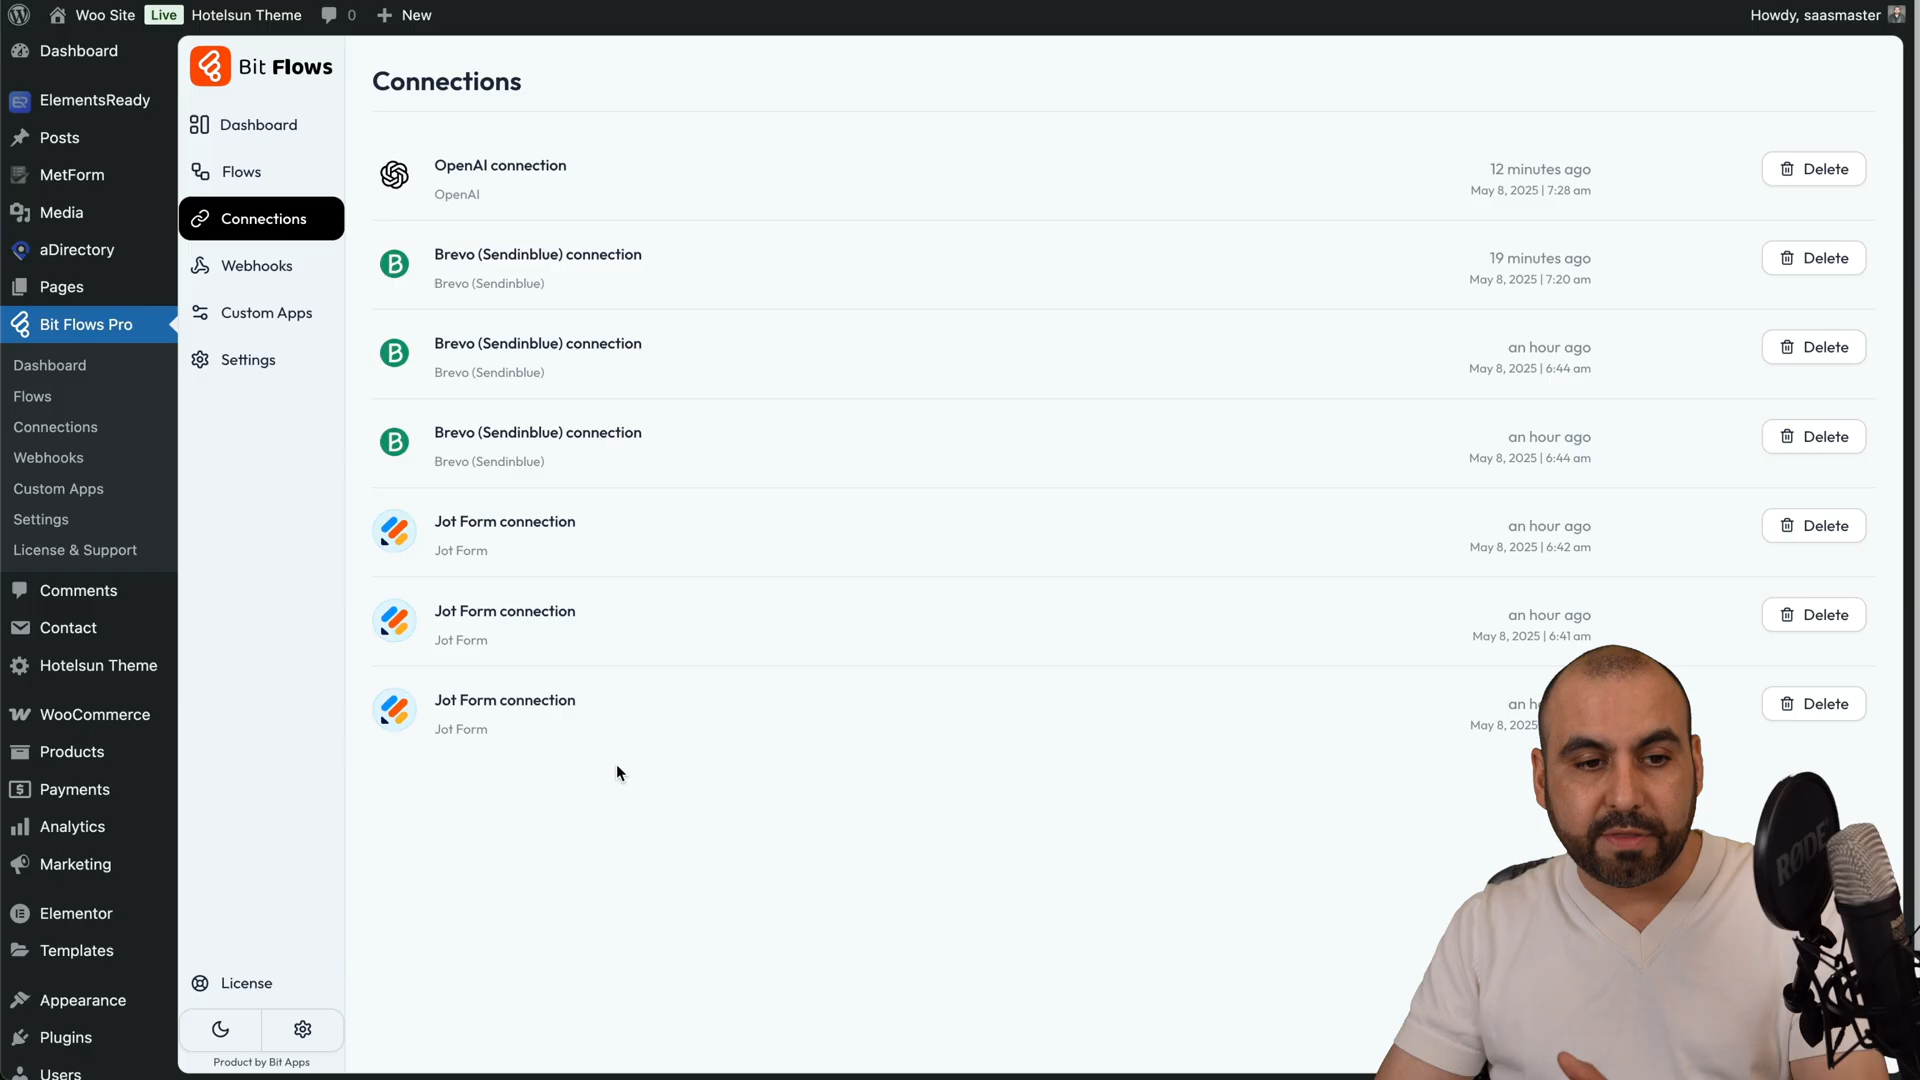 Woo Site Live Hotelsun Theme 0 New Howdy, saasmaster
Dashboard
ElementsReady
Posts
MetForm
Media
aDirectory
Pages
Bit Flows Pro
Dashboard
Flows
Connections
Webhooks
Custom Apps
Settings
License & Support
Comments
Contact
Hotelsun Theme
WooCommerce
Products
Payments
Analytics
Marketing
Elementor
Templates
Appearance
Plugins
Users
Bit Flows
Dashboard
Flows
Connections
Webhooks
Custom Apps
Settings
License
Product by Bit Apps
Connections
OpenAI connection
OpenAI
12 minutes ago
May 8, 2025 | 7:28 am
Delete
Brevo (Sendinblue) connection
Brevo (Sendinblue)
19 minutes ago
May 8, 2025 | 7:20 am
Delete
Brevo (Sendinblue) connection
Brevo (Sendinblue)
an hour ago
May 8, 2025 | 6:44 am
Delete
Brevo (Sendinblue) connection
Brevo (Sendinblue)
an hour ago
May 8, 2025 | 6:44 am
Delete
Jot Form connection
Jot Form
an hour ago
May 8, 2025 | 6:42 am
Delete
Jot Form connection
Jot Form
an hour ago
May 8, 2025 | 6:41 am
Delete
Jot Form connection
Jot Form
an
May 8, 2025
Delete
RØDE